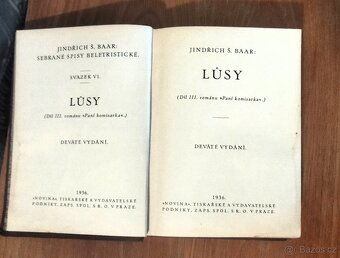 JINDŘICH Š. BAAR:
SEBRANÉ SPISY BELETRISTICKÉ.
SVAZEK VI.
LŮSY
(Díl III. románu »Paní komisarka«.)
DEVÁTÉ VYDÁNÍ.
1936.
»NOVINA«, TISKAŘSKÉ A VYDAVATELSKÉ
PODNIKY, ZAPS. SPOL. S R. O. V PRAZE.
JINDŘICH Š. BAAR:
LŮSY
(Díl III. románu »Paní komisarka«.)
DEVÁTÉ VYDÁNÍ.
1936.
»NOVINA«, TISKAŘSKÉ A VYDAVATELSKÉ
PODNIKY, ZAPS. SPOL. S R. O. V PRAZE.
Sbazar.cz